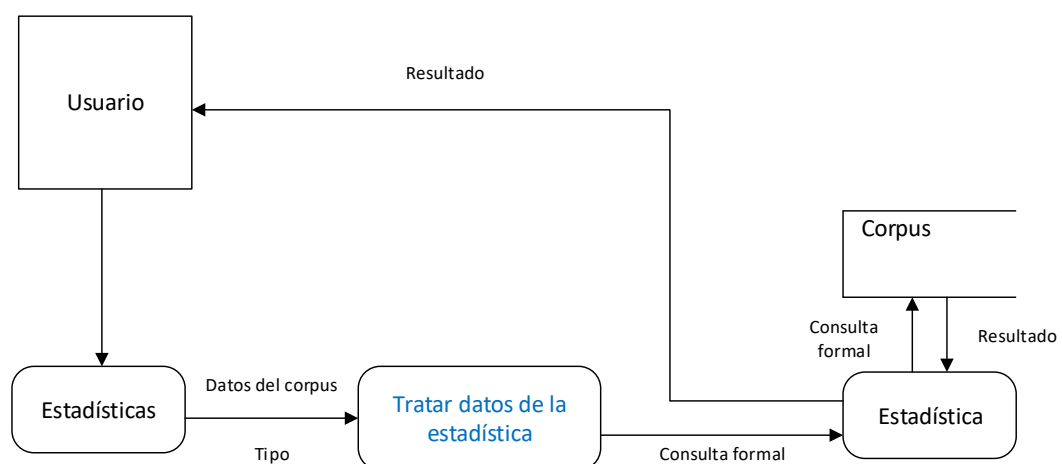 Resultado
Usuario
Corpus
Consulta
formal
Resultado
Estadísticas
Datos del corpus
Tipo
Tratar datos de la
estadística
Consulta formal
Estadística